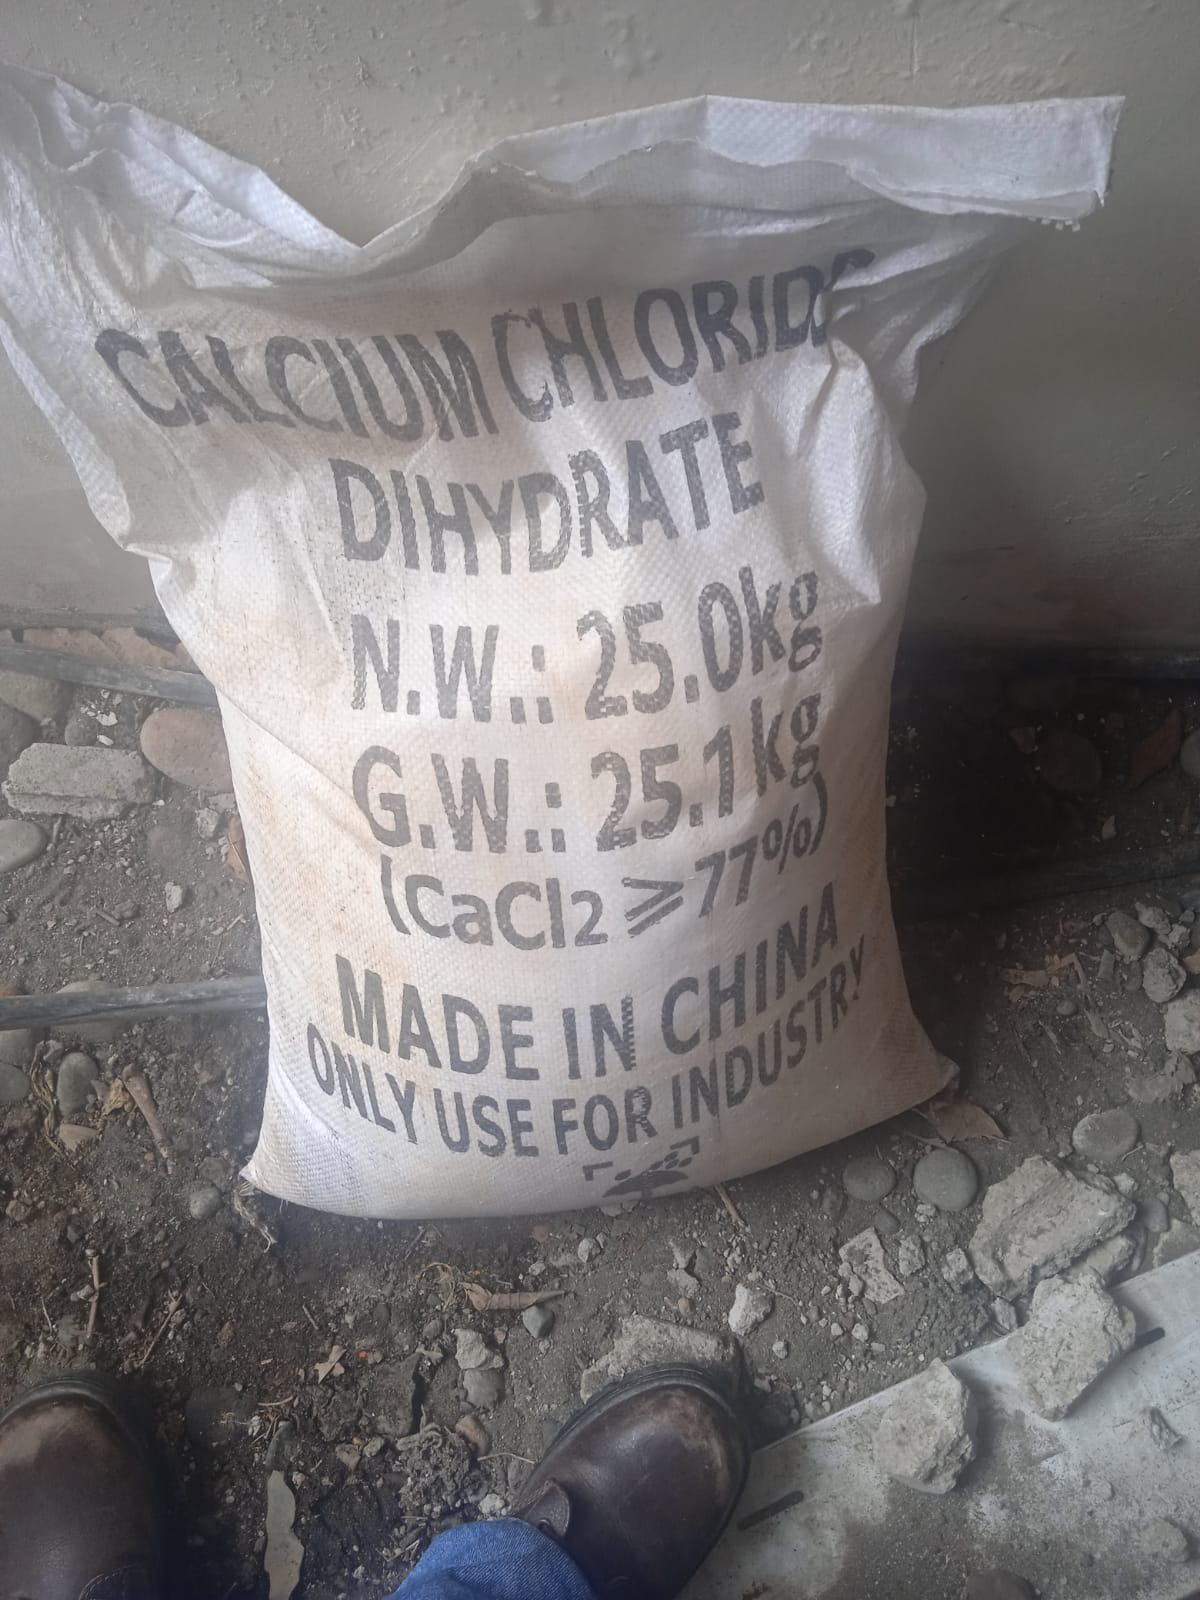 CALCIUM CHLORIDE
DIHYDRATE
N.W.: 25.0kg
G.W.: 25.1kg
(CaCl2 ≥ 77%)
MADE IN CHINA
ONLY USE FOR INDUSTRY